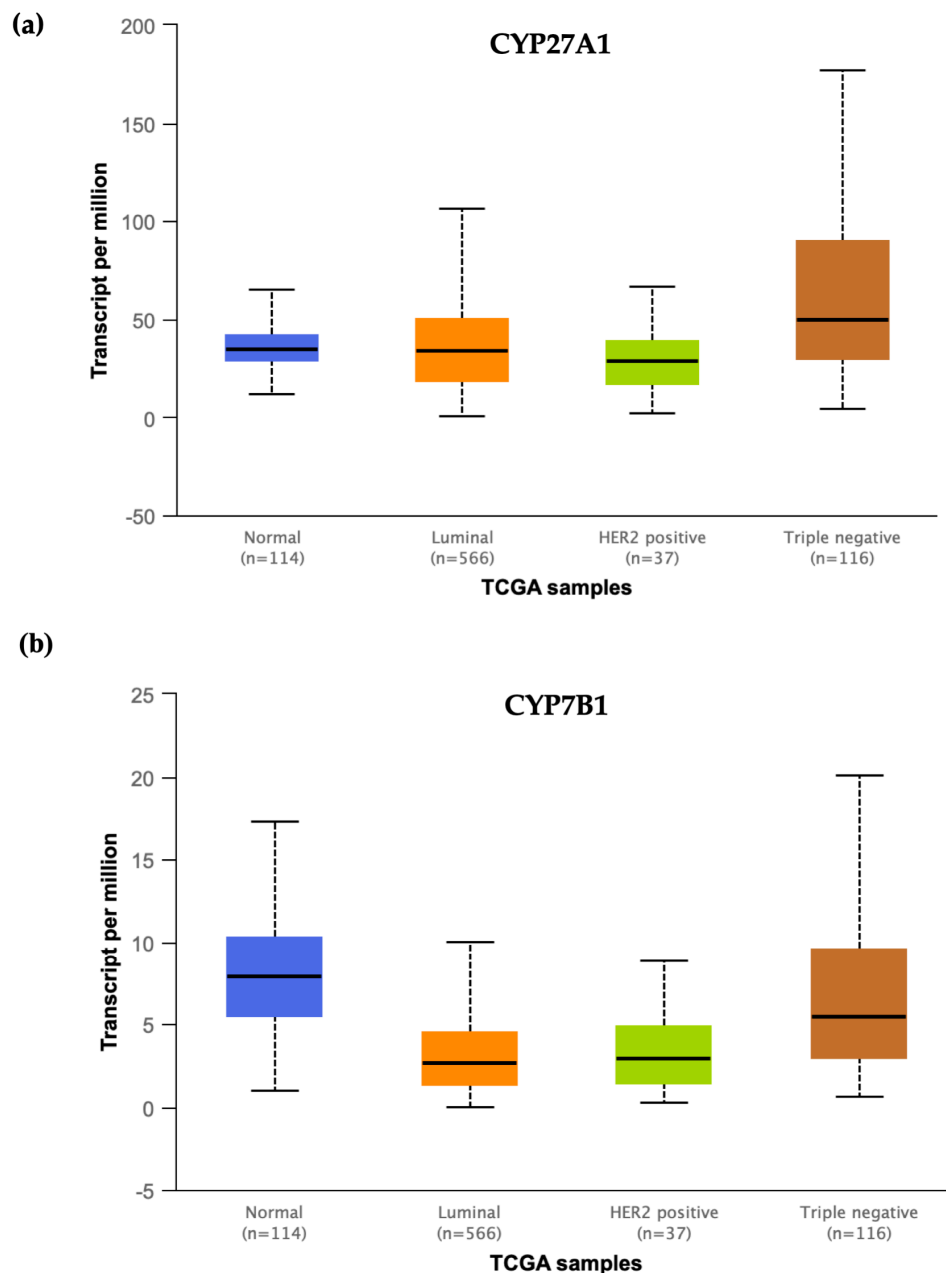 (a)
CYP27A1
Transcript per million
200
150
100
50
0
-50
Normal
(n=114)
Luminal
(n=566)
HER2 positive
(n=37)
Triple negative
(n=116)
TCGA samples
(b)
CYP7B1
Transcript per million
25
20
15
10
5
0
-5
Normal
(n=114)
Luminal
(n=566)
HER2 positive
(n=37)
Triple negative
(n=116)
TCGA samples